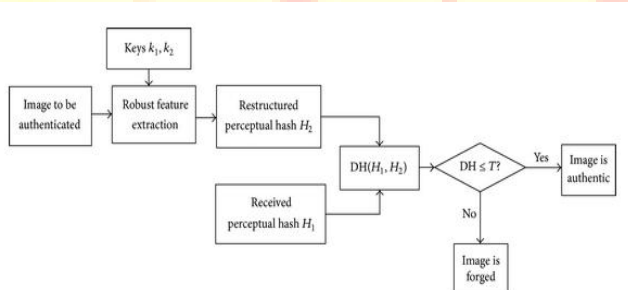 Keys k₁, k₂
Image to be
authenticated
Robust feature
extraction
Restructured
perceptual hash H₂
DH(H₁, H₂)
DH ≤ T?
Yes
Image is
authentic
Received
perceptual hash H₁
No
Image is
forged